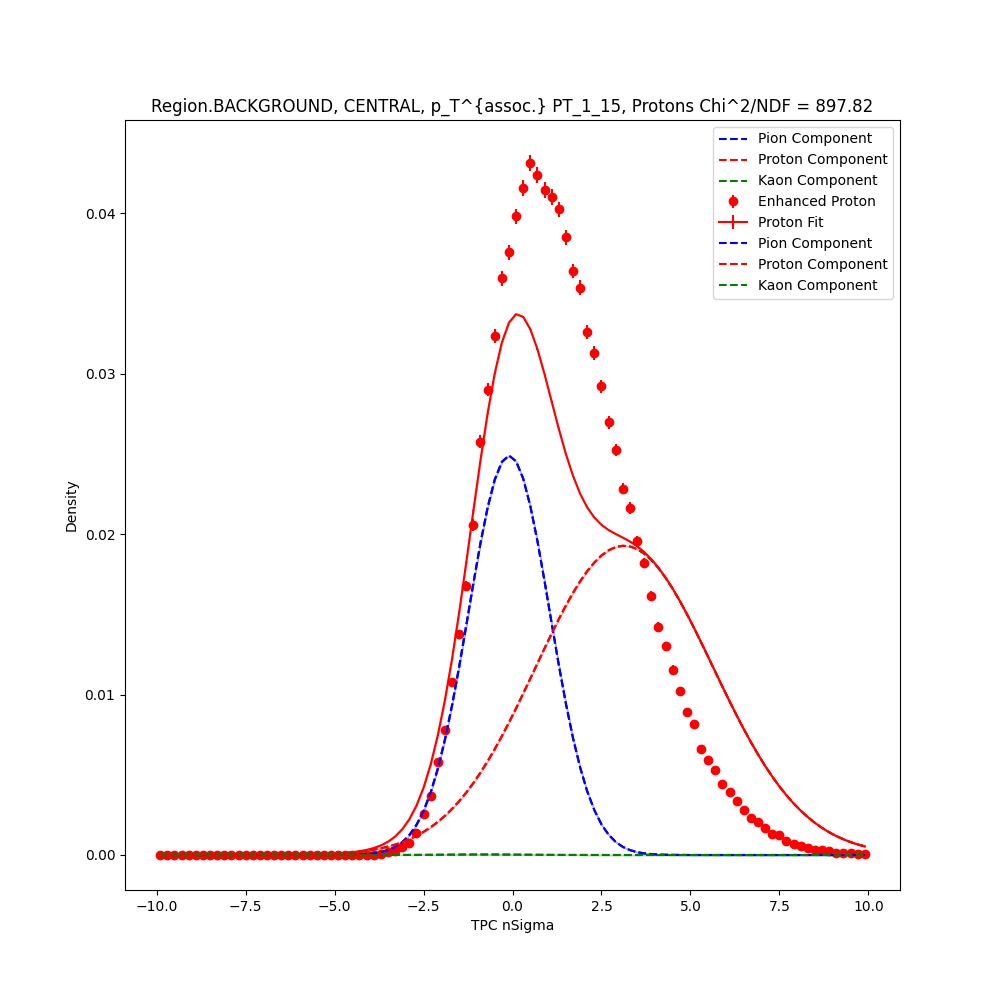 Region.BACKGROUND, CENTRAL, p_T^{assoc.} PT_1_15, Protons Chi^2/NDF = 897.82
Pion Component
Proton Component
Kaon Component
Enhanced Proton
Proton Fit
Pion Component
Proton Component
Kaon Component
0.04
0.03
0.02
0.01
0.00
Density
−10.0 −7.5 −5.0 −2.5 0.0 2.5 5.0 7.5 10.0
TPC nSigma